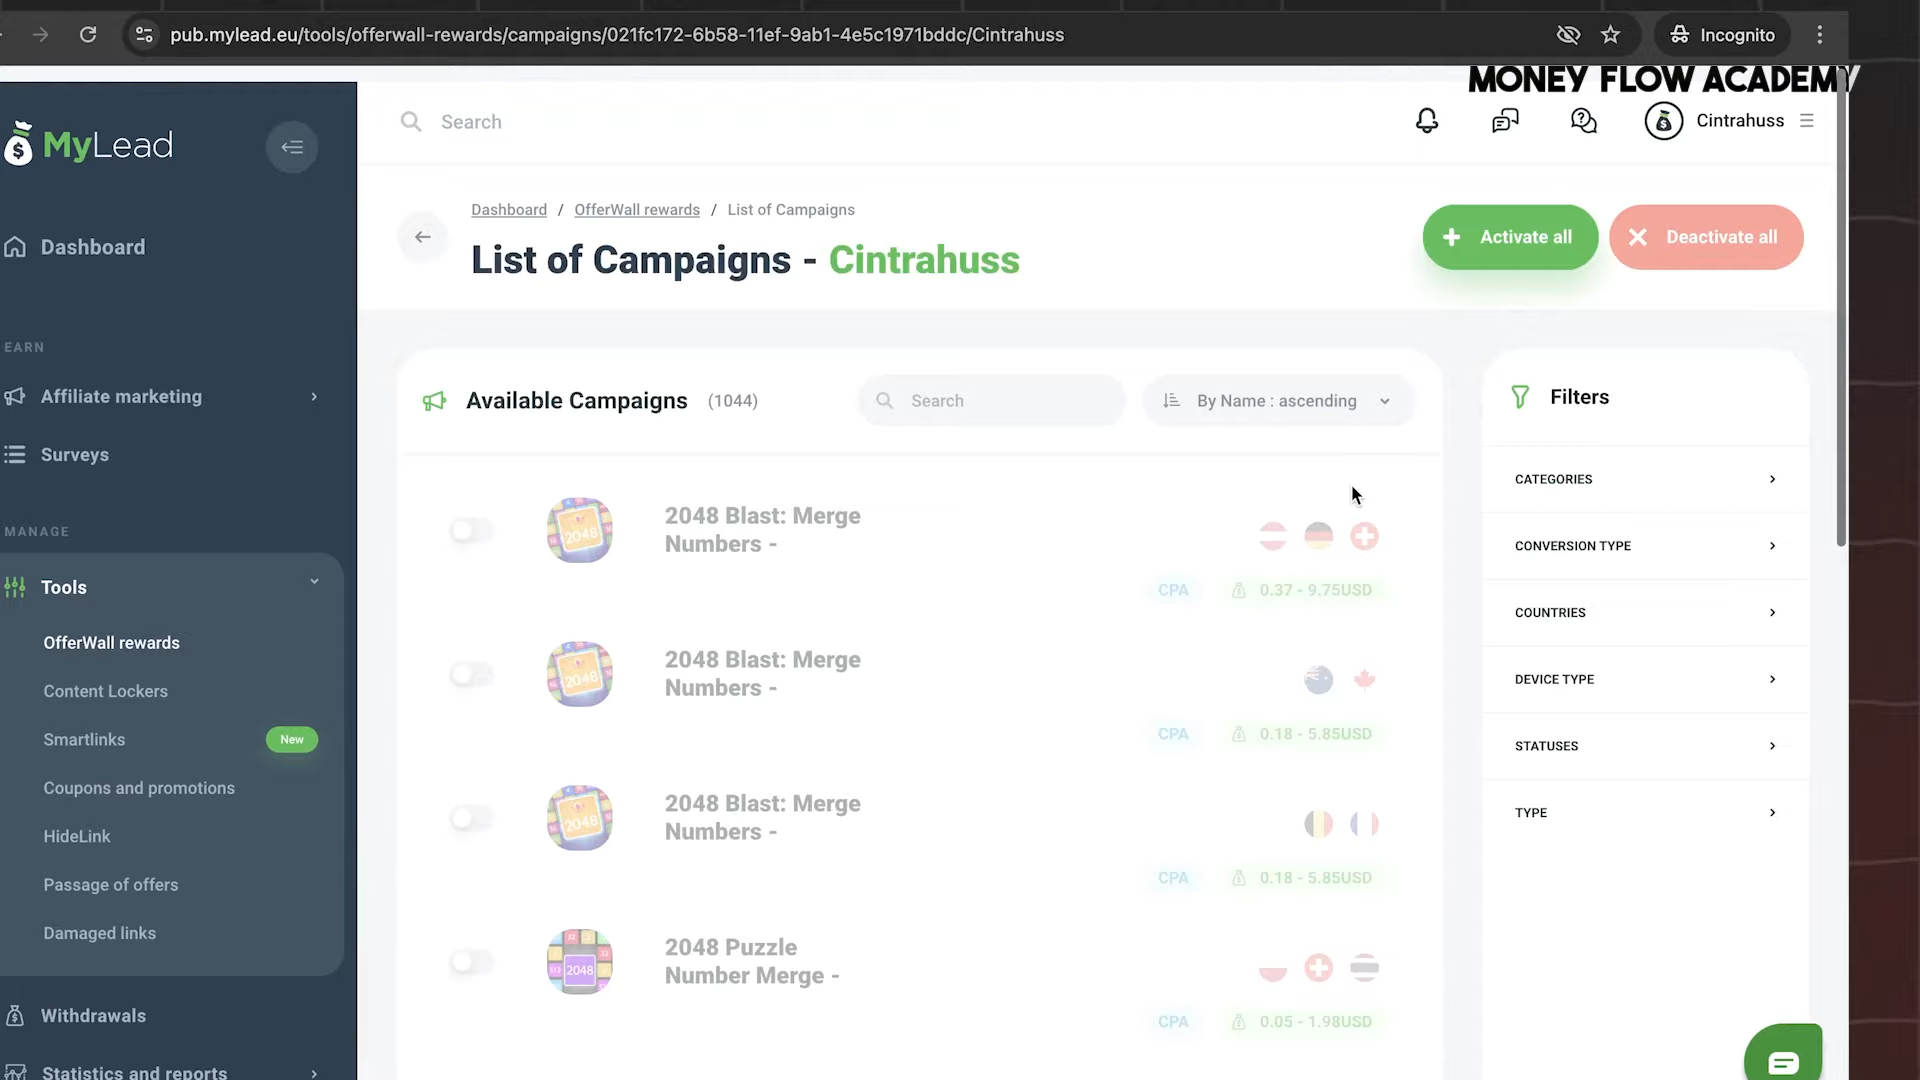 pub.mylead.eu/tools/offerwall-rewards/campaigns/021fc172-6b58-11ef-9ab1-4e5c1971bddc/Cintrahuss
Incognito
MONEY FLOW ACADEMY
MyLead
Search
Cintrahuss
Dashboard
EARN
Affiliate marketing
Surveys
MANAGE
Tools
OfferWall rewards
Content Lockers
Smartlinks New
Coupons and promotions
HideLink
Passage of offers
Damaged links
Withdrawals
Statistics and reports
Dashboard / OfferWall rewards / List of Campaigns
List of Campaigns - Cintrahuss
Activate all
Deactivate all
Available Campaigns (1044)
Search
By Name : ascending
2048 Blast: Merge
Numbers -
CPA 0.37 - 9.75USD
2048 Blast: Merge
Numbers -
CPA 0.18 - 5.85USD
2048 Blast: Merge
Numbers -
CPA 0.18 - 5.85USD
2048 Puzzle
Number Merge -
CPA 0.05 - 1.98USD
Filters
CATEGORIES
CONVERSION TYPE
COUNTRIES
DEVICE TYPE
STATUSES
TYPE